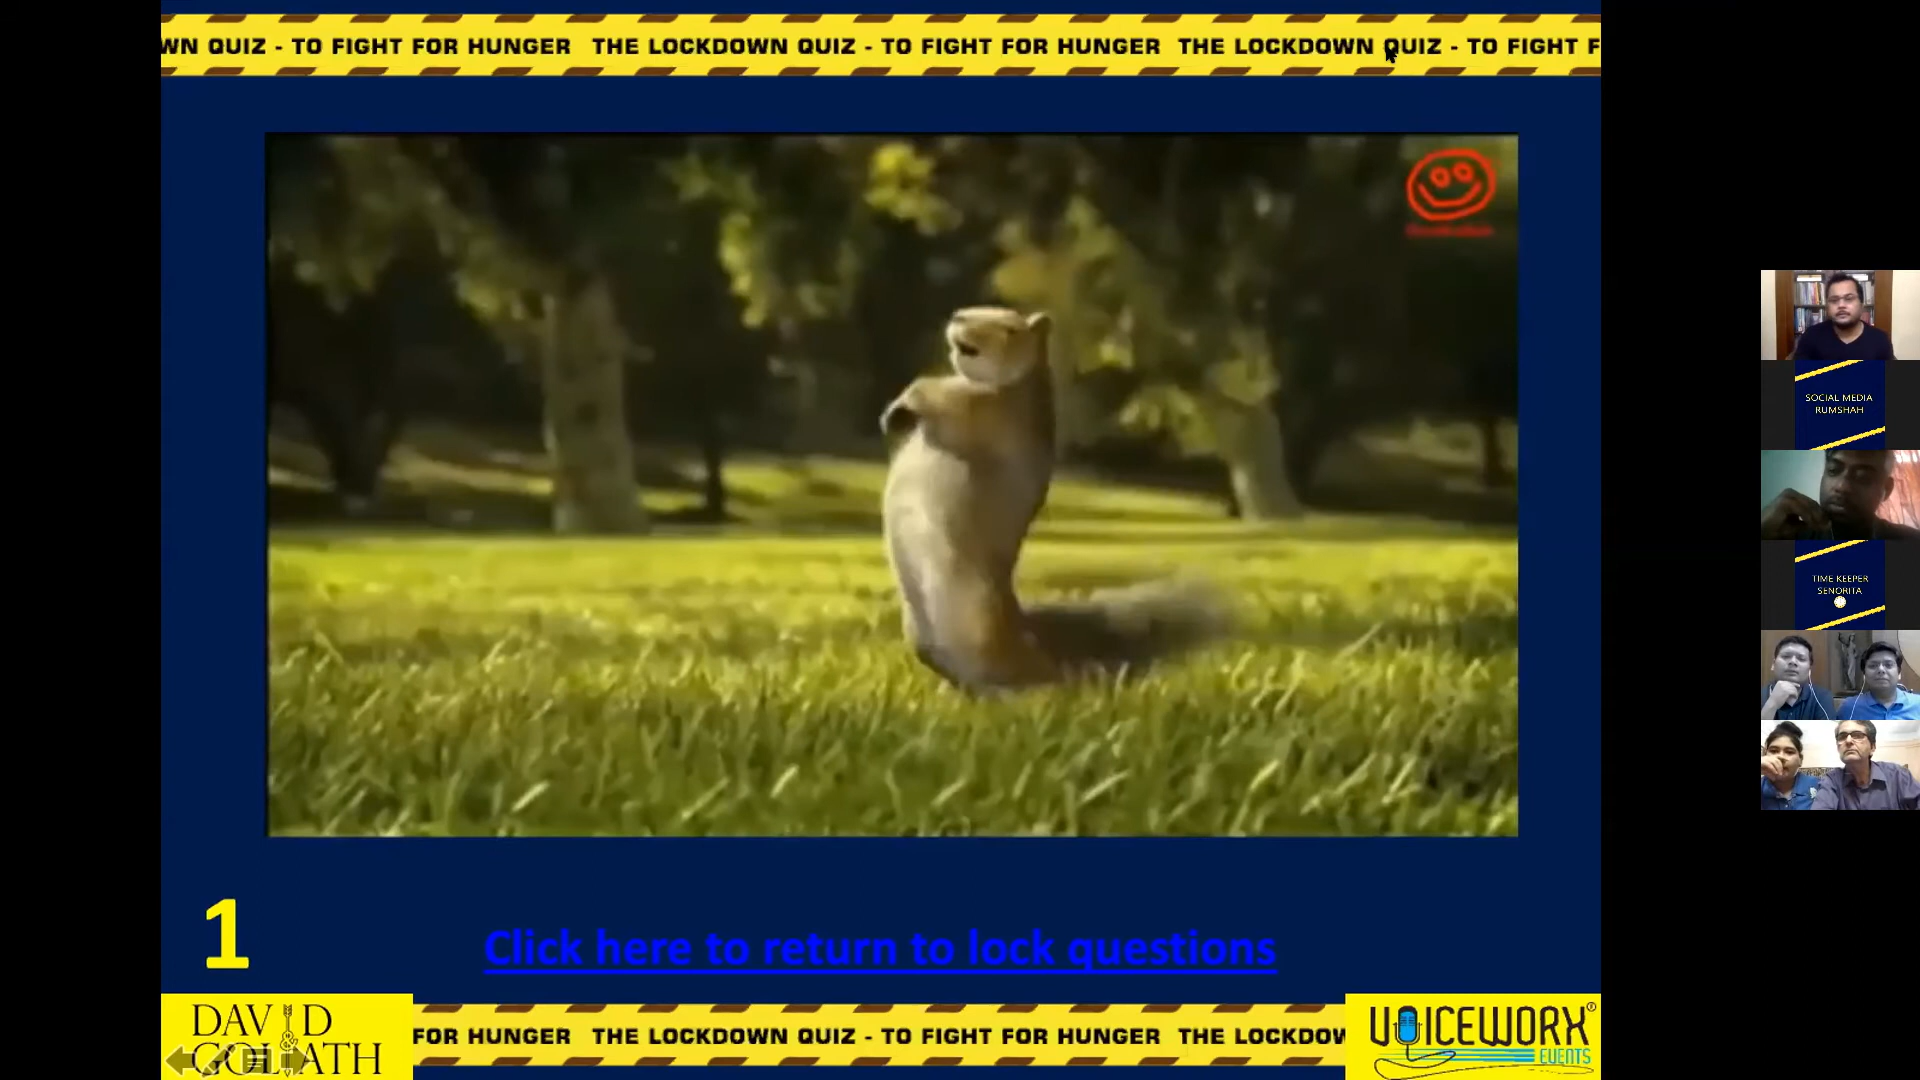 WN QUIZ - TO FIGHT FOR HUNGER THE LOCKDOWN QUIZ - TO FIGHT FOR HUNGER THE LOCKDOWN QUIZ - TO FIGHT F
SOCIAL MEDIA
RUMSHAH
TIME KEEPER
SENORITA
1
Click here to return to lock questions
DAVID
GOLIATH
FOR HUNGER THE LOCKDOWN QUIZ - TO FIGHT FOR HUNGER THE LOCKDOW
VOICEWORX®
EVENTS